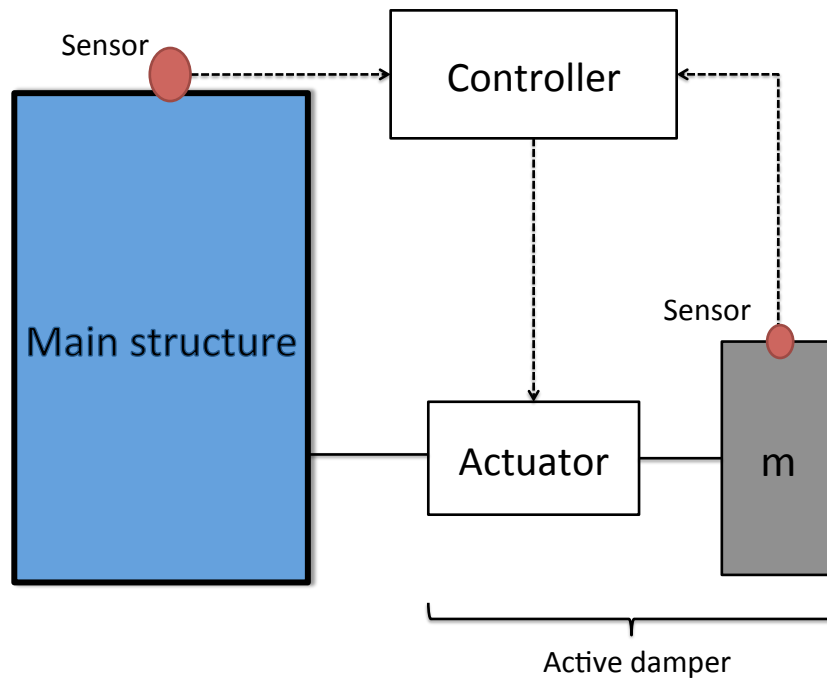 Sensor
Controller
Main structure
Sensor
Actuator
m
Active damper